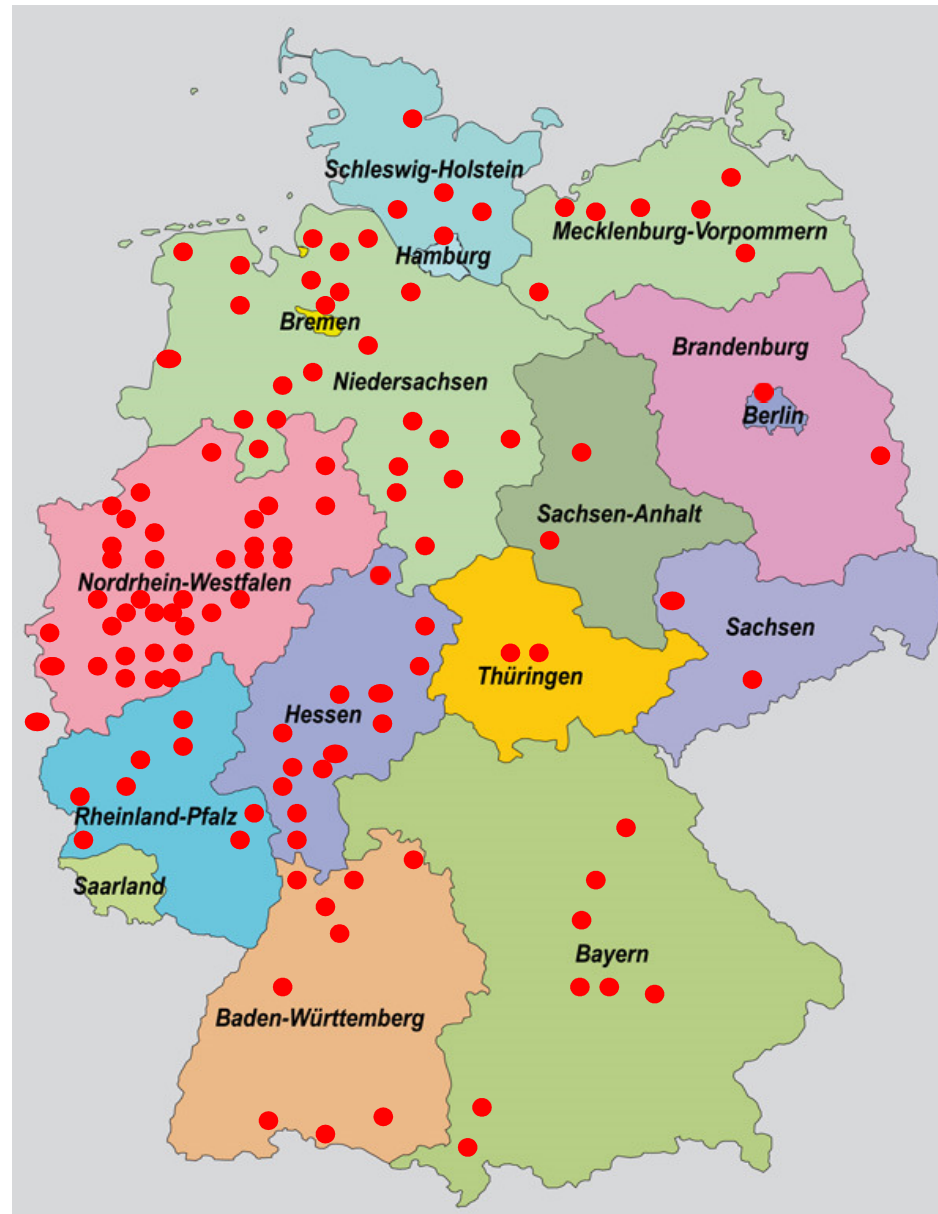 Schleswig-Holstein
Mecklenburg-Vorpommern
Hamburg
Bremen
Brandenburg
Niedersachsen
Berlin
Sachsen-Anhalt
Nordrhein-Westfalen
Sachsen
Thüringen
Hessen
Rheinland-Pfalz
Saarland
Bayern
Baden-Württemberg